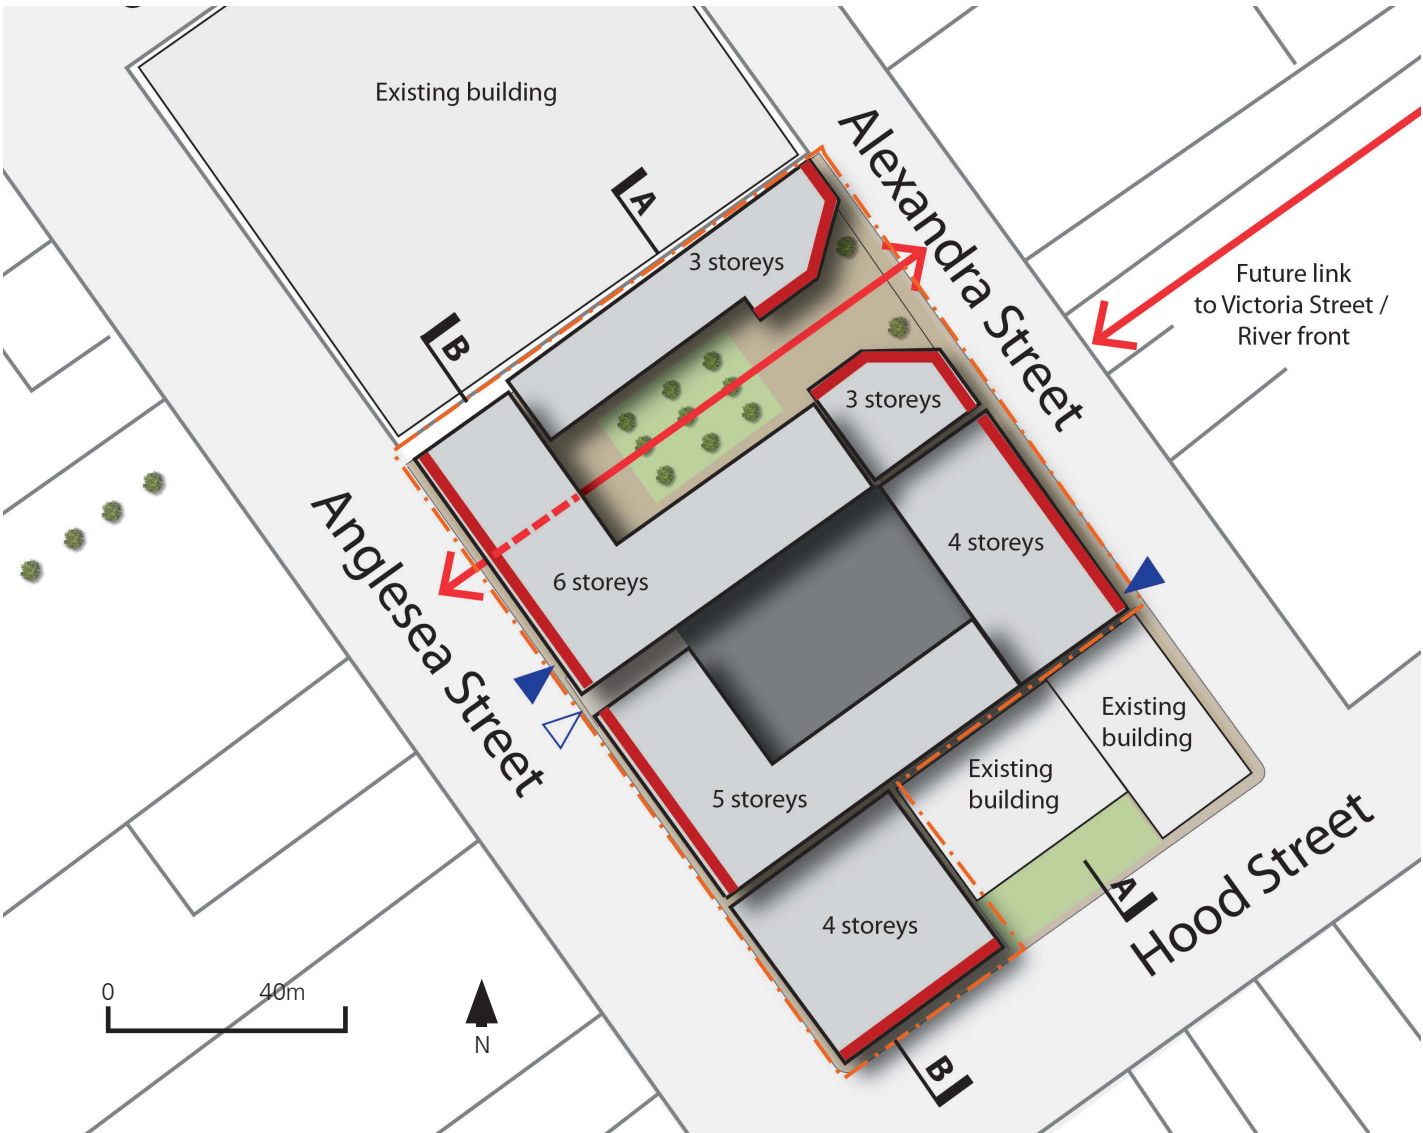 Existing building
A
Alexandra Street
3 storeys
B
Future link
to Victoria Street /
River front
3 storeys
4 storeys
Anglesea Street
6 storeys
Existing
building
Existing
building
5 storeys
A
Hood Street
4 storeys
0
40m
N
B